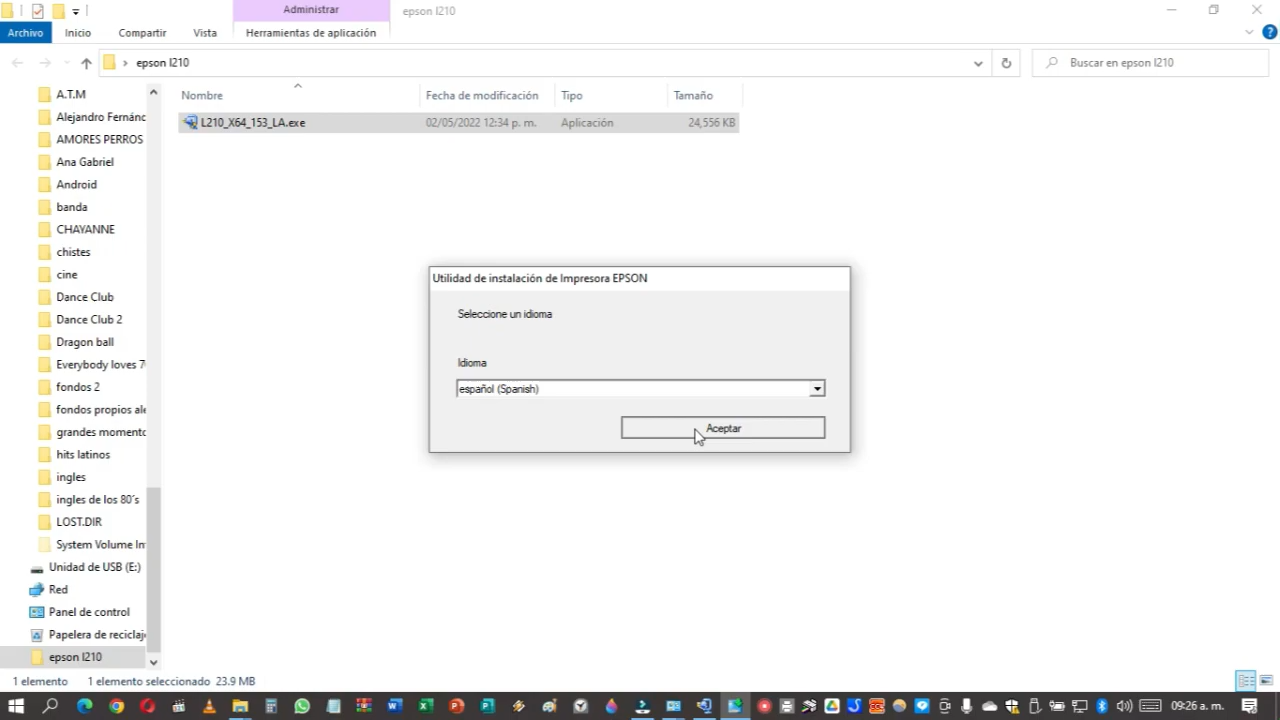 Administrar
epson l210
Archivo
Inicio
Compartir
Vista
Herramientas de aplicación
epson l210
Buscar en epson l210
Nombre
Fecha de modificación
Tipo
Tamaño
L210_X64_153_LA.exe
02/05/2022 12:34 p. m.
Aplicación
24,556 KB
A.T.M
Alejandro Fernánc
AMORES PERROS
Ana Gabriel
Android
banda
CHAYANNE
chistes
cine
Dance Club
Dance Club 2
Dragon ball
Everybody loves 7
fondos 2
fondos propios ale
grandes momento
hits latinos
ingles
ingles de los 80´s
LOST.DIR
System Volume In
Unidad de USB (E:)
Red
Panel de control
Papelera de reciclaj
epson l210
Utilidad de instalación de Impresora EPSON
Seleccione un idioma
Idioma
español (Spanish)
Aceptar
1 elemento
1 elemento seleccionado 23.9 MB
09:26 a. m.